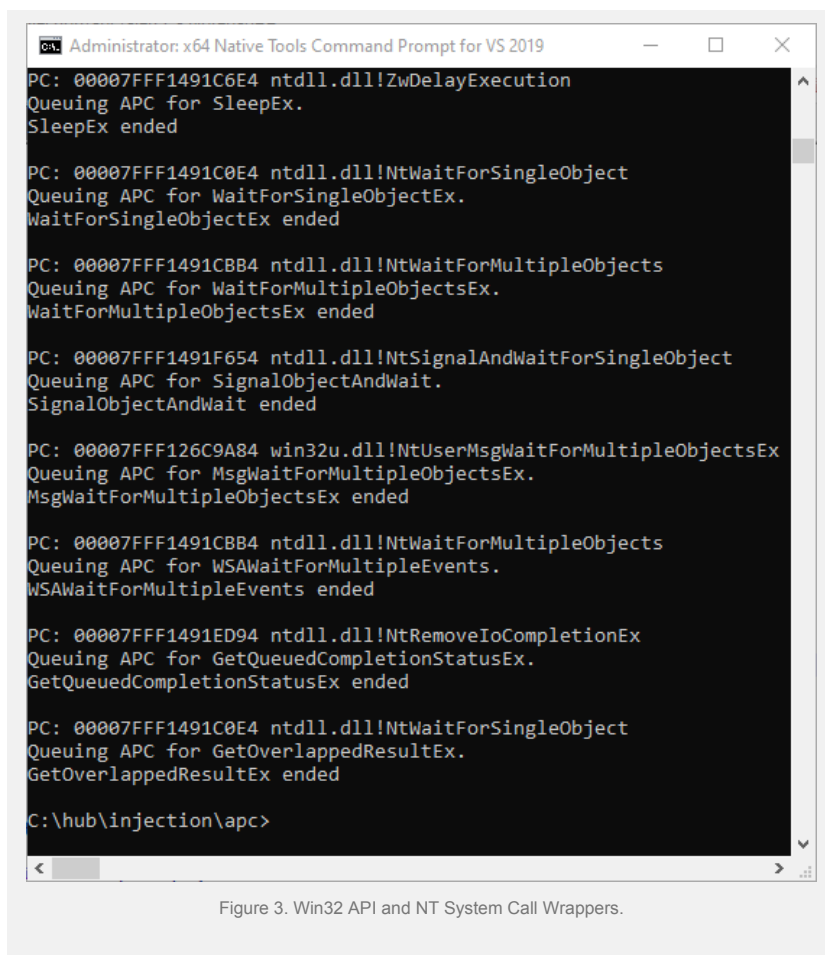 Administrator: x64 Native Tools Command Prompt for VS 2019
PC: 00007FFF1491C6E4 ntdll.dll!ZwDelayExecution
Queuing APC for SleepEx.
SleepEx ended
PC: 00007FFF1491C0E4 ntdll.dll!NtWaitForSingleObject
Queuing APC for WaitForSingleObjectEx.
WaitForSingleObjectEx ended
PC: 00007FFF1491CBB4 ntdll.dll!NtWaitForMultipleObjects
Queuing APC for WaitForMultipleObjectsEx.
WaitForMultipleObjectsEx ended
PC: 00007FFF1491F654 ntdll.dll!NtSignalAndWaitForSingleObject
Queuing APC for SignalObjectAndWait.
SignalObjectAndWait ended
PC: 00007FFF126C9A84 win32u.dll!NtUserMsgWaitForMultipleObjectsEx
Queuing APC for MsgWaitForMultipleObjectsEx.
MsgWaitForMultipleObjectsEx ended
PC: 00007FFF1491CBB4 ntdll.dll!NtWaitForMultipleObjects
Queuing APC for WSAWaitForMultipleEvents.
WSAWaitForMultipleEvents ended
PC: 00007FFF1491ED94 ntdll.dll!NtRemoveIoCompletionEx
Queuing APC for GetQueuedCompletionStatusEx.
GetQueuedCompletionStatusEx ended
PC: 00007FFF1491C0E4 ntdll.dll!NtWaitForSingleObject
Queuing APC for GetOverlappedResultEx.
GetOverlappedResultEx ended
C:\hub\injection\apc>
Figure 3. Win32 API and NT System Call Wrappers.